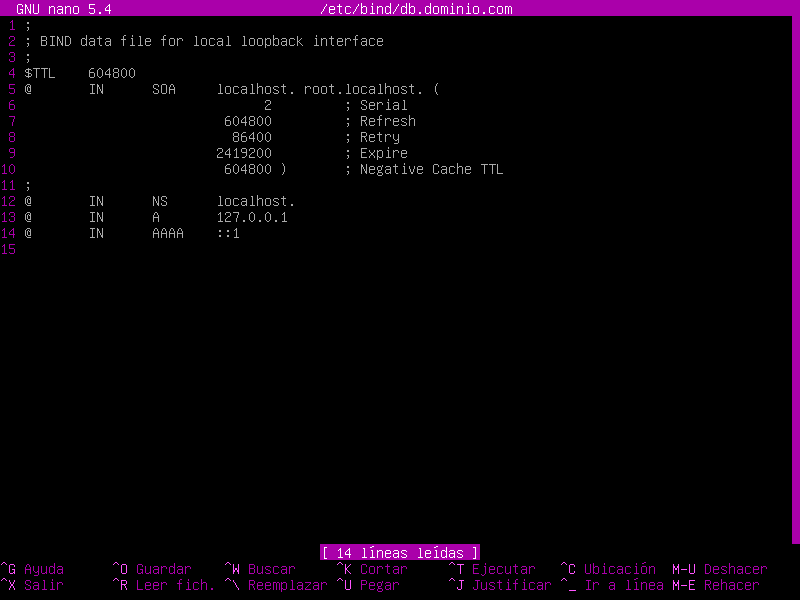 GNU nano 5.4 /etc/bind/db.dominio.com
1 ;
2 ; BIND data file for local loopback interface
3 ;
4 $TTL 604800
5 @ IN SOA localhost. root.localhost. (
6 2 ; Serial
7 604800 ; Refresh
8 86400 ; Retry
9 2419200 ; Expire
10 604800 ) ; Negative Cache TTL
11 ;
12 @ IN NS localhost.
13 @ IN A 127.0.0.1
14 @ IN AAAA ::1
15
[ 14 líneas leídas ]
^G Ayuda ^O Guardar ^W Buscar ^K Cortar ^T Ejecutar ^C Ubicación M-U Deshacer
^X Salir ^R Leer fich. ^\ Reemplazar ^U Pegar ^J Justificar ^_ Ir a línea M-E Rehacer